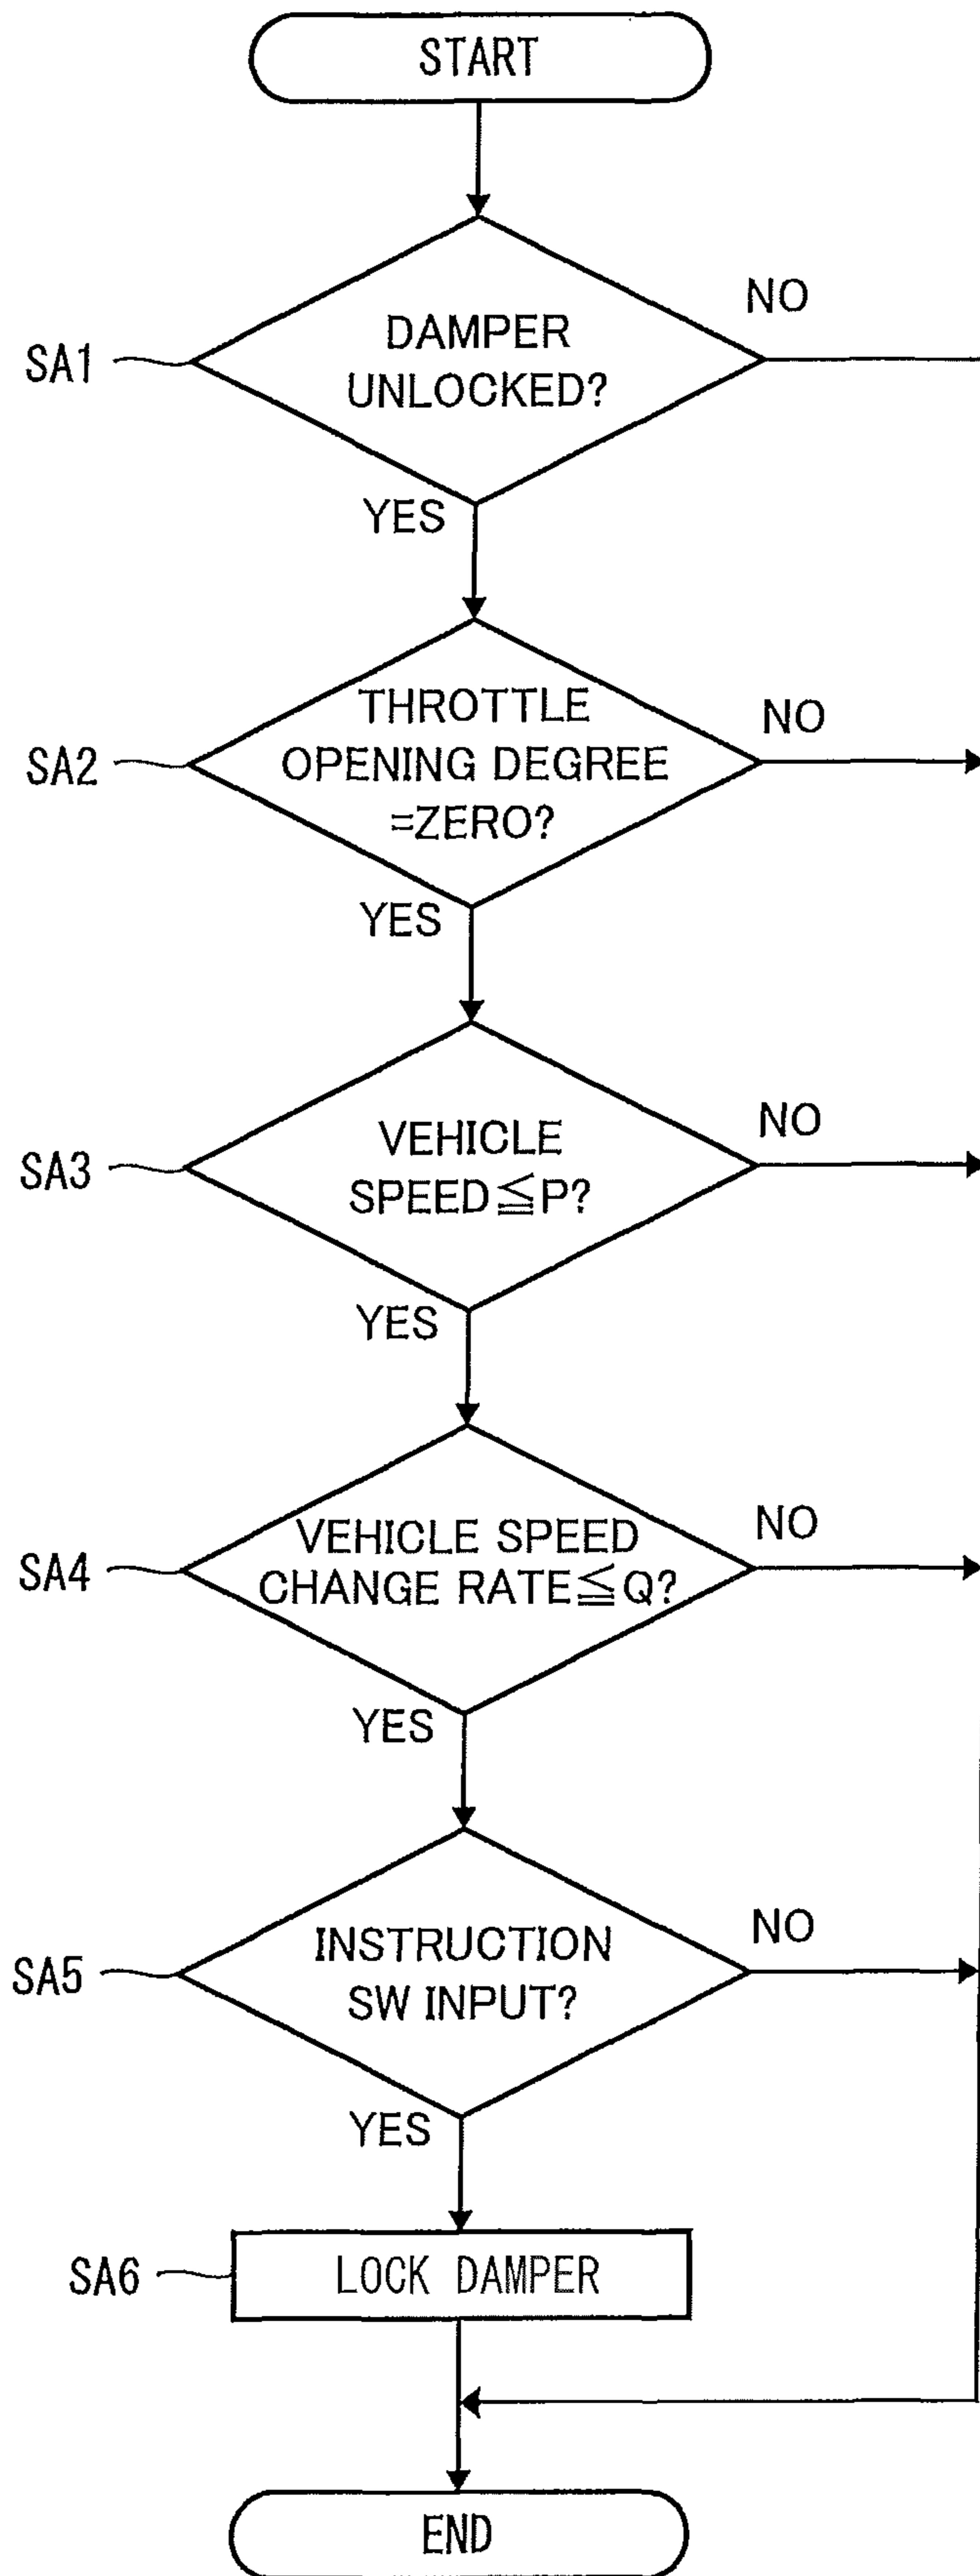 START
DAMPER
UNLOCKED?
NO
SA1
YES
THROTTLE
OPENING DEGREE
=ZERO?
NO
SA2
YES
VEHICLE
SPEED≦P?
NO
SA3
YES
VEHICLE SPEED
CHANGE RATE≦Q?
NO
SA4
YES
INSTRUCTION
SW INPUT?
NO
SA5
YES
SA6
LOCK DAMPER
END